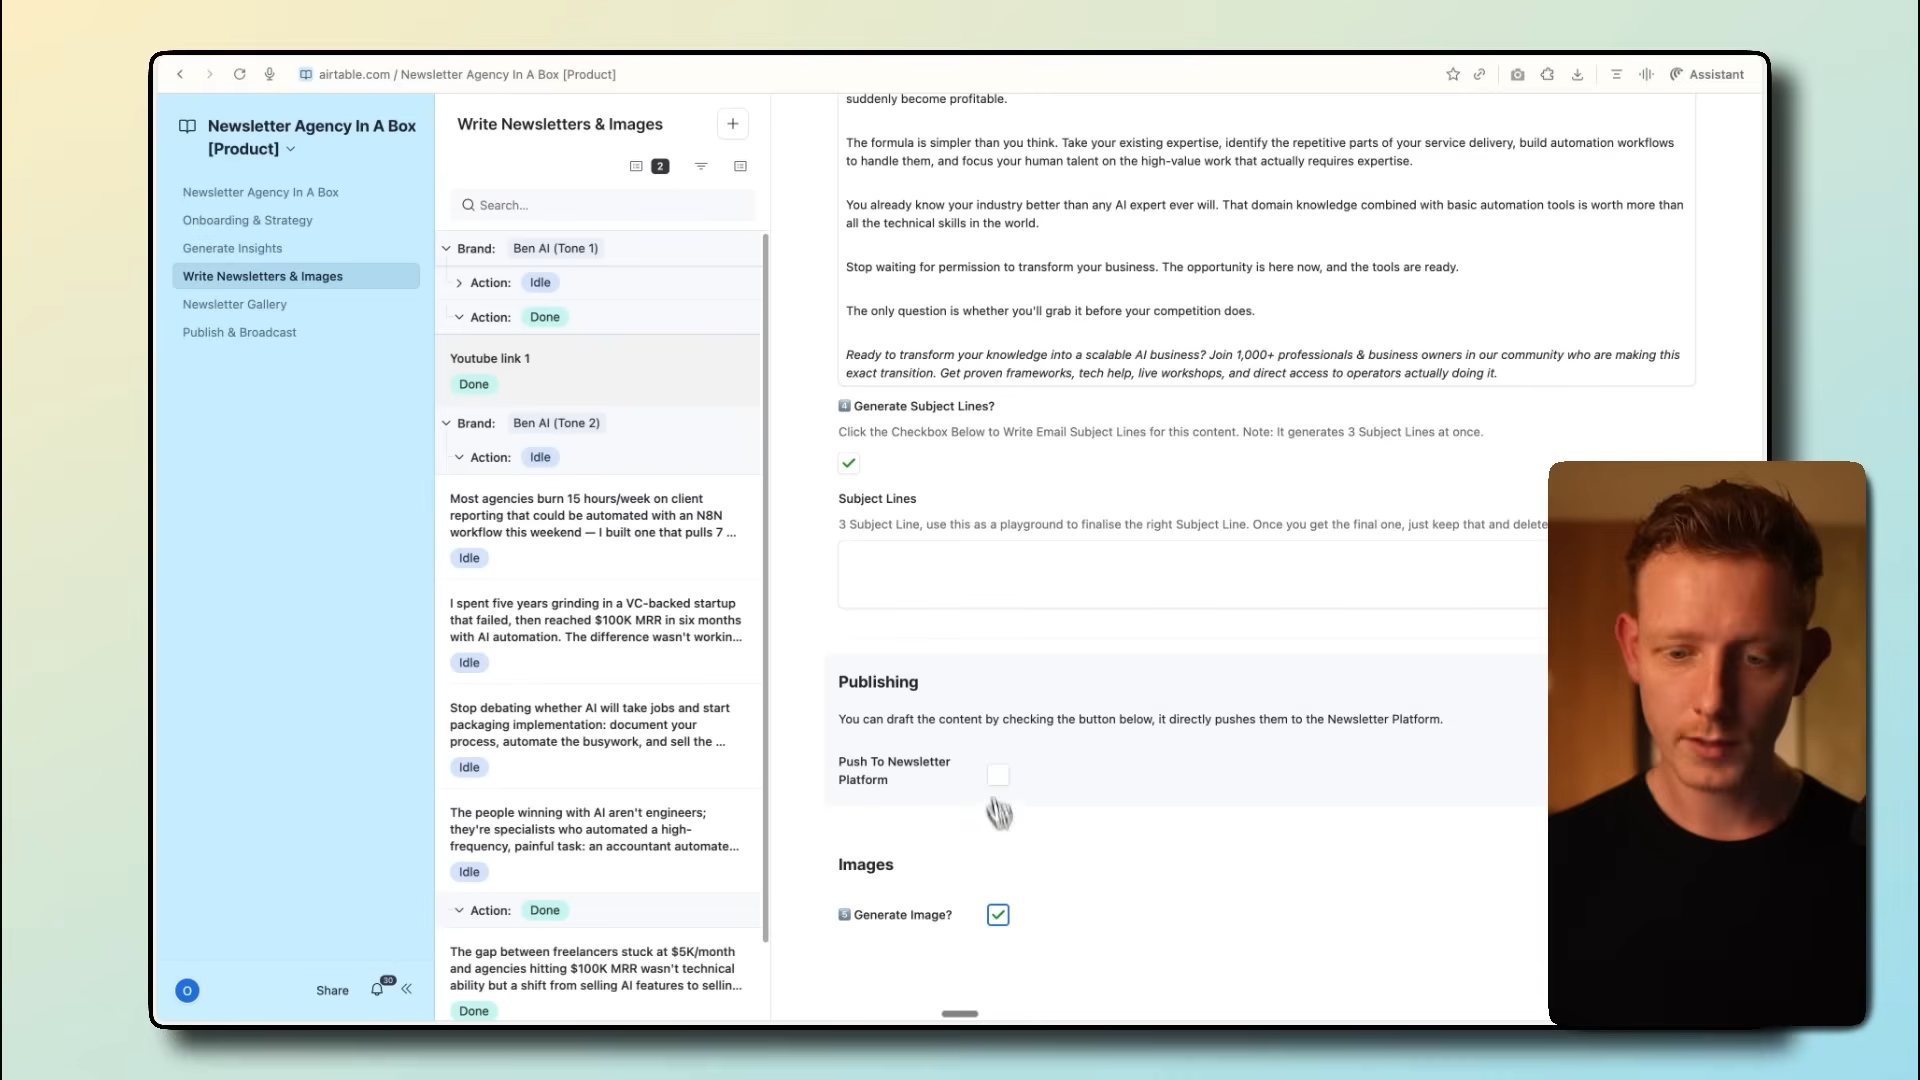 airtable.com / Newsletter Agency In A Box [Product]
Assistant
Newsletter Agency In A Box
[Product]
Newsletter Agency In A Box
Onboarding & Strategy
Generate Insights
Write Newsletters & Images
Newsletter Gallery
Publish & Broadcast
O
Share
30
Write Newsletters & Images
2
Search...
Brand: Ben AI (Tone 1)
Action: Idle
Action: Done
Youtube link 1
Done
Brand: Ben AI (Tone 2)
Action: Idle
Most agencies burn 15 hours/week on client
reporting that could be automated with an N8N
workflow this weekend — I built one that pulls 7 ...
Idle
I spent five years grinding in a VC-backed startup
that failed, then reached $100K MRR in six months
with AI automation. The difference wasn't workin...
Idle
Stop debating whether AI will take jobs and start
packaging implementation: document your
process, automate the busywork, and sell the ...
Idle
The people winning with AI aren't engineers;
they're specialists who automated a high-
frequency, painful task: an accountant automate...
Idle
Action: Done
The gap between freelancers stuck at $5K/month
and agencies hitting $100K MRR wasn't technical
ability but a shift from selling AI features to sellin...
Done
suddenly become profitable.
The formula is simpler than you think. Take your existing expertise, identify the repetitive parts of your service delivery, build automation workflows
to handle them, and focus your human talent on the high-value work that actually requires expertise.
You already know your industry better than any AI expert ever will. That domain knowledge combined with basic automation tools is worth more than
all the technical skills in the world.
Stop waiting for permission to transform your business. The opportunity is here now, and the tools are ready.
The only question is whether you'll grab it before your competition does.
Ready to transform your knowledge into a scalable AI business? Join 1,000+ professionals & business owners in our community who are making this
exact transition. Get proven frameworks, tech help, live workshops, and direct access to operators actually doing it.
4 Generate Subject Lines?
Click the Checkbox Below to Write Email Subject Lines for this content. Note: It generates 3 Subject Lines at once.
Subject Lines
3 Subject Line, use this as a playground to finalise the right Subject Line. Once you get the final one, just keep that and delete
Publishing
You can draft the content by checking the button below, it directly pushes them to the Newsletter Platform.
Push To Newsletter
Platform
Images
5 Generate Image?